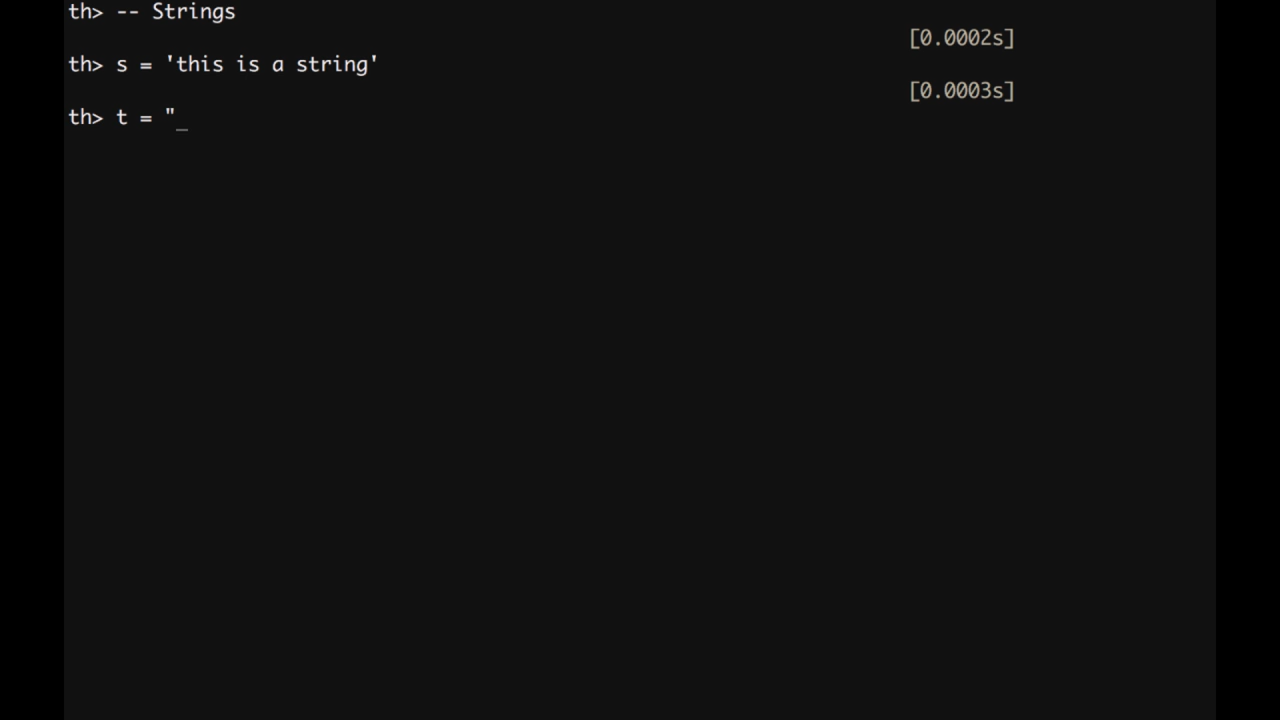 th> -- Strings
[0.0002s]
th> s = 'this is a string'
[0.0003s]
th> t = "_